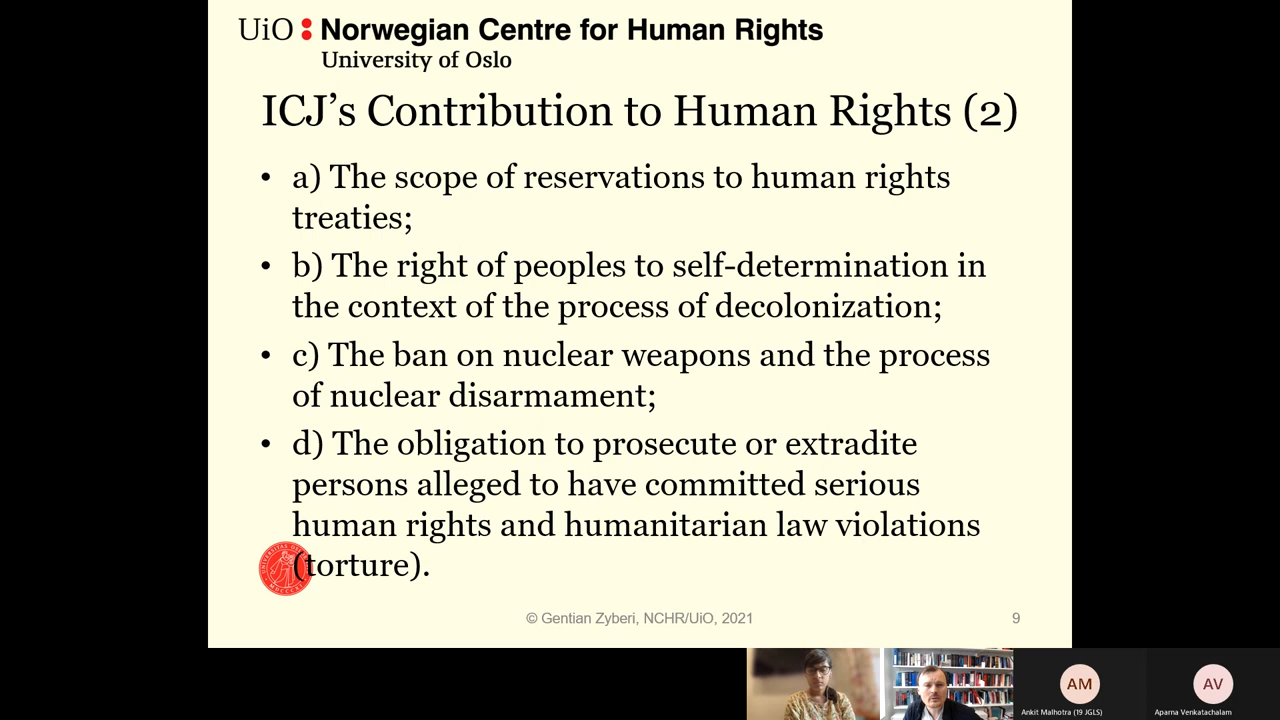 UiO : Norwegian Centre for Human Rights
University of Oslo
ICJ's Contribution to Human Rights (2)
• a) The scope of reservations to human rights
treaties;
• b) The right of peoples to self-determination in
the context of the process of decolonization;
• c) The ban on nuclear weapons and the process
of nuclear disarmament;
• d) The obligation to prosecute or extradite
persons alleged to have committed serious
human rights and humanitarian law violations
(torture).
© Gentian Zyberi, NCHR/UiO, 2021
9
AM
AV
Ankit Malhotra (19 JGLS)
Aparna Venkatachalam